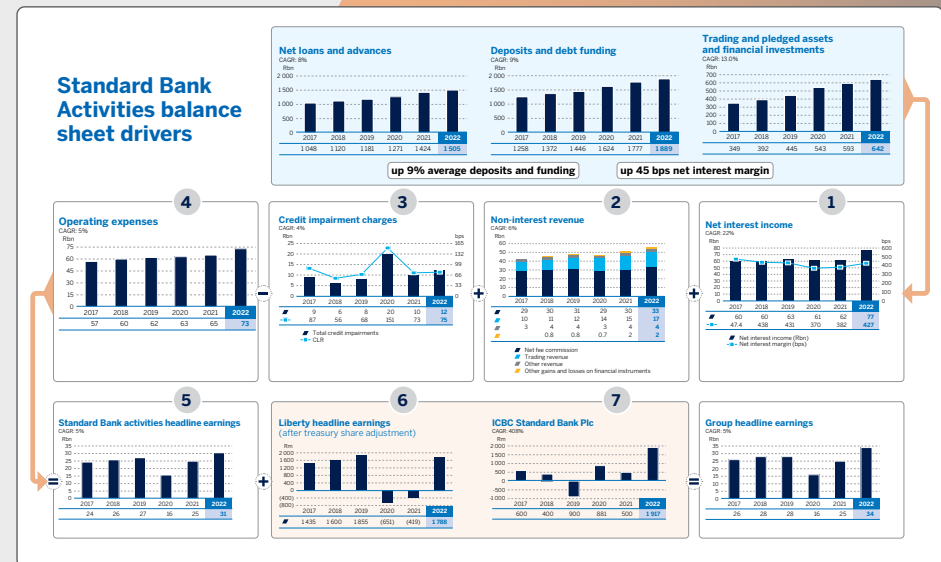 Standard Bank
Activities balance
sheet drivers
Net loans and advances
CAGR: 8%
Rbn
2 000
1 500
1 000
500
0
2017 2018 2019 2020 2021 2022
1 048 1 120 1 181 1 271 1 424 1 505
Deposits and debt funding
CAGR: 9%
Rbn
2 000
1 500
1 000
500
0
2017 2018 2019 2020 2021 2022
1 258 1 372 1 446 1 624 1 777 1 889
Trading and pledged assets
and financial investments
CAGR: 13.0%
Rbn
700
600
500
400
300
200
100
0
2017 2018 2019 2020 2021 2022
349 392 445 543 593 642
up 9% average deposits and funding
up 45 bps net interest margin
4
Operating expenses
CAGR: 5%
Rbn
75
60
45
30
15
0
2017 2018 2019 2020 2021 2022
57 60 62 63 65 73
−
3
Credit impairment charges
CAGR: 4%
Rbn bps
25 165
20 132
15 99
10 66
5 33
0 0
2017 2018 2019 2020 2021 2022
9 6 8 20 10 12
87 56 68 151 73 75
Total credit impairments
CLR
+
2
Non-interest revenue
CAGR: 6%
Rbn
60
50
40
30
20
10
0
2017 2018 2019 2020 2021 2022
29 30 31 29 30 33
10 11 12 14 15 17
3 4 4 3 4 4
0.8 0.8 0.7 2 2
Net fee commission
Trading revenue
Other revenue
Other gains and losses on financial instruments
+
1
Net interest income
CAGR: 22%
Rbn bps
80 600
70 500
60 400
50 300
40 200
30 100
20 0
10
0
2017 2018 2019 2020 2021 2022
60 60 63 62 61 77
47.4 438 431 370 382 427
Net interest income (Rbn)
Net interest margin (bps)
5
Standard Bank activities headline earnings
CAGR: 5%
Rbn
35
30
25
20
15
10
5
0
2017 2018 2019 2020 2021 2022
24 26 27 16 25 31
=
+
6
Liberty headline earnings
(after treasury share adjustment)
Rm
2 000
1 600
1 200
800
400
0
(400)
(800)
2017 2018 2019 2020 2021 2022
1 435 1 600 1 855 (651) (419) 1 788
7
ICBC Standard Bank Plc
CAGR: 408%
Rm
2 000
1 500
1 000
500
0
-500
-1 000
2017 2018 2019 2020 2021 2022
600 400 900 881 500 1 917
=
Group headline earnings
CAGR: 5%
Rbn
35
30
25
20
15
10
5
0
2017 2018 2019 2020 2021 2022
26 28 28 16 25 34